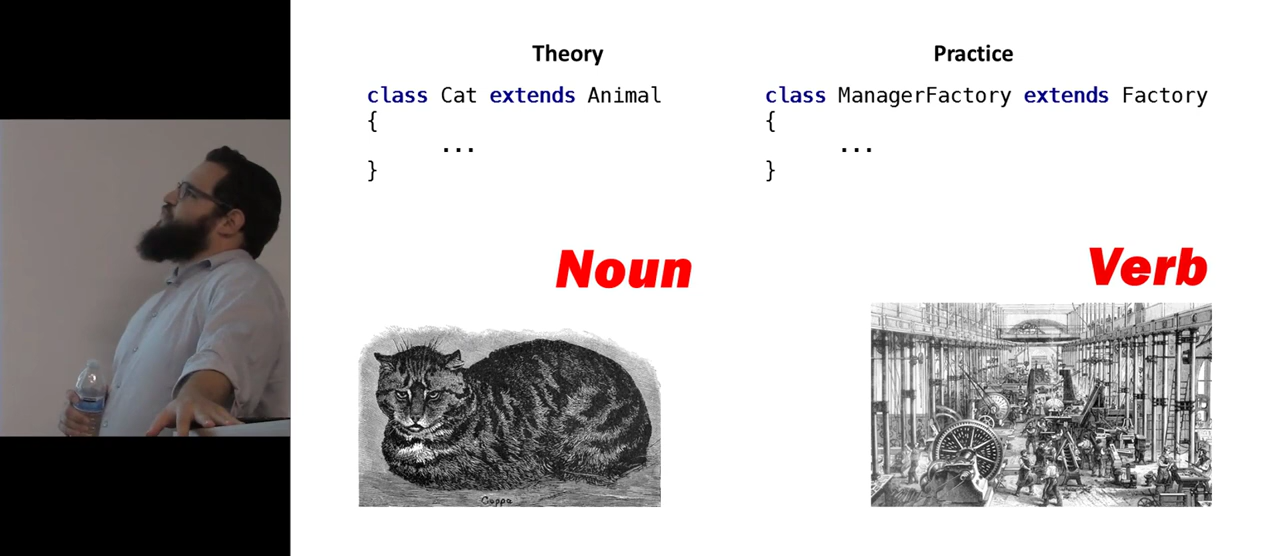 Theory
class Cat extends Animal
{
...
}
Noun
Practice
class ManagerFactory extends Factory
{
...
}
Verb